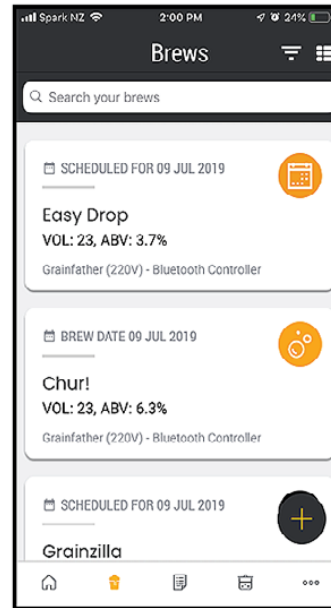 Spark NZ 2:00 PM 24%
Brews
Search your brews
SCHEDULED FOR 09 JUL 2019
Easy Drop
VOL: 23, ABV: 3.7%
Grainfather (220V) - Bluetooth Controller
BREW DATE 09 JUL 2019
Chur!
VOL: 23, ABV: 6.3%
Grainfather (220V) - Bluetooth Controller
SCHEDULED FOR 09 JUL 2019
Grainzilla